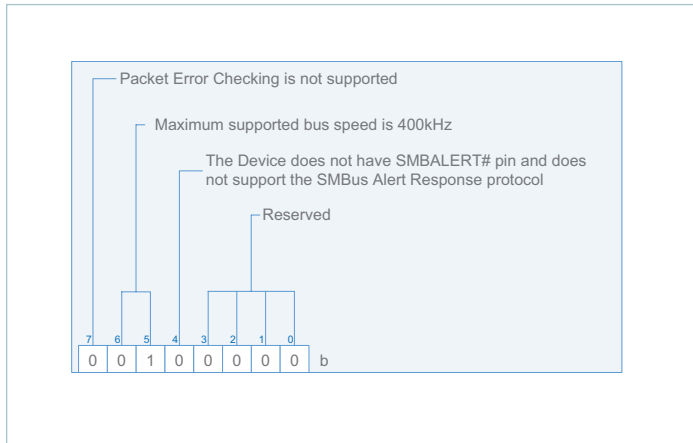 Packet Error Checking is not supported
Maximum supported bus speed is 400kHz
The Device does not have SMBALERT# pin and does
not support the SMBus Alert Response protocol
Reserved
7 6 5 4 3 2 1 0
0 0 1 0 0 0 0 0 b